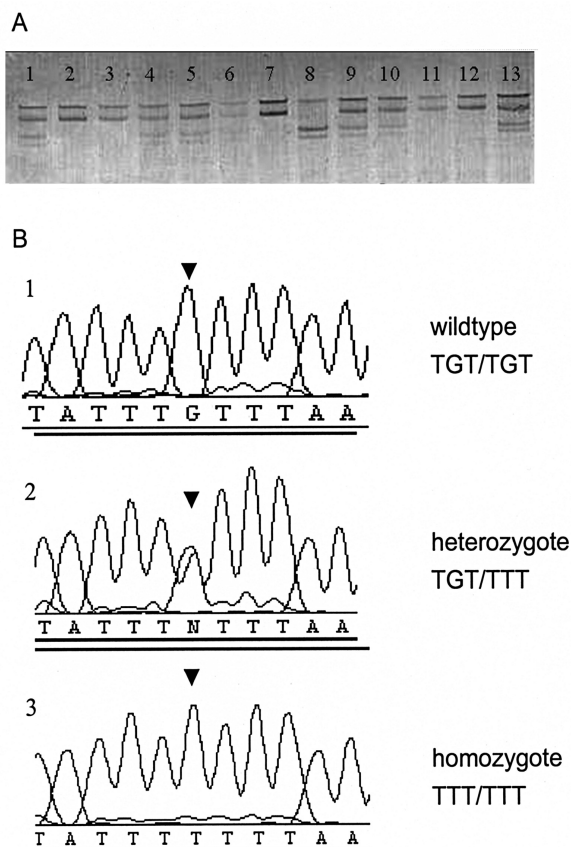 A
1 2 3 4 5 6 7 8 9 10 11 12 13
B
1
wildtype
TGT/TGT
T A T T T G T T T A A
2
heterozygote
TGT/TTT
T A T T T N T T T A A
3
homozygote
TTT/TTT
T A T T T T T T T A A